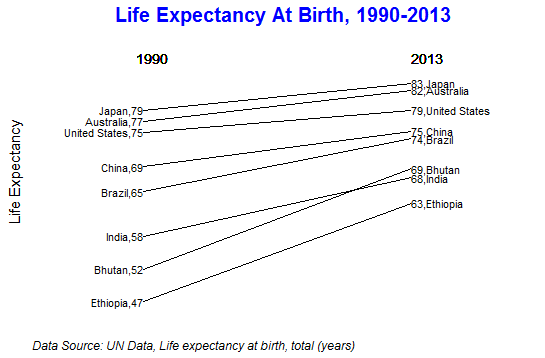 Life Expectancy At Birth, 1990-2013
1990
2013
Life Expectancy
Japan,79
Australia,77
United States,75
China,69
Brazil,65
India,58
Bhutan,52
Ethiopia,47
83,Japan
82,Australia
79,United States
75,China
74,Brazil
69,Bhutan
68,India
63,Ethiopia
Data Source: UN Data, Life expectancy at birth, total (years)